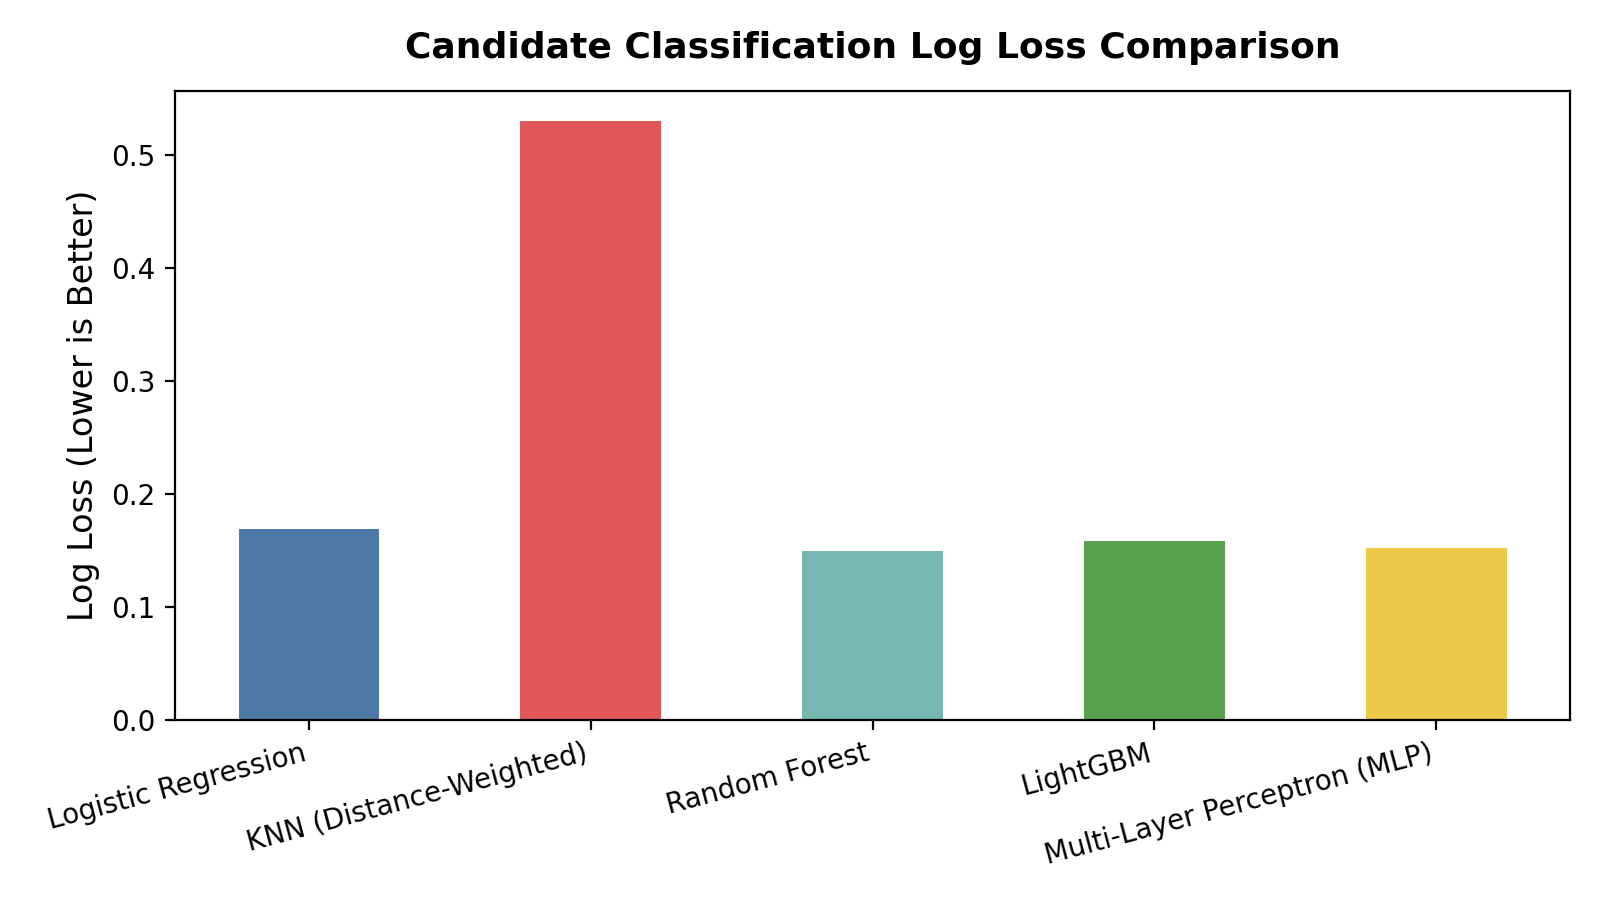 Candidate Classification Log Loss Comparison
Log Loss (Lower is Better)
0.5
0.4
0.3
0.2
0.1
0.0
Logistic Regression
KNN (Distance-Weighted)
Random Forest
LightGBM
Multi-Layer Perceptron (MLP)